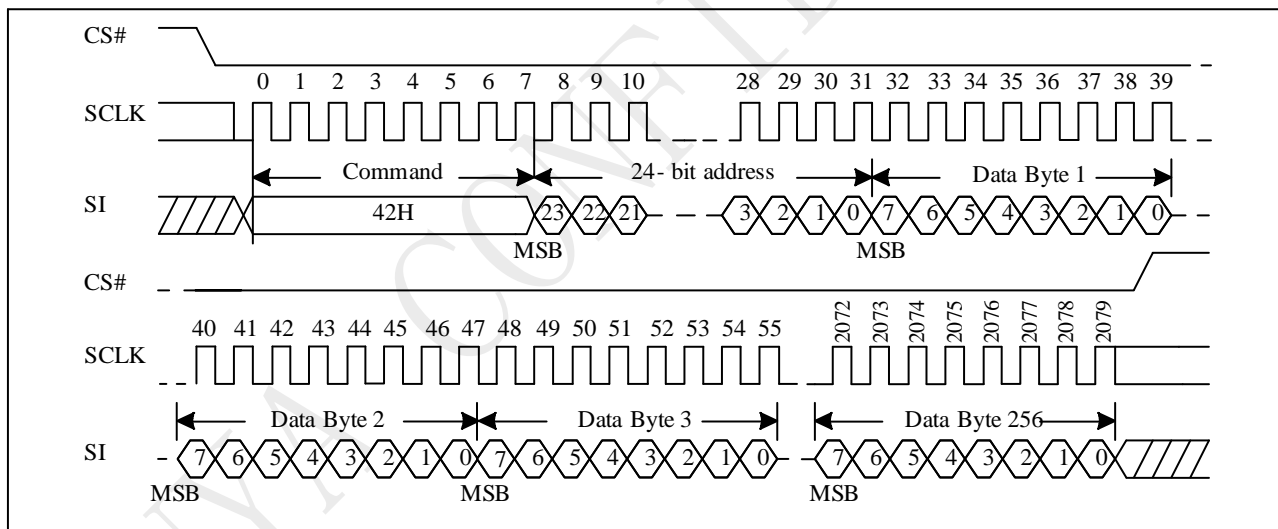 CS#
0 1 2 3 4 5 6 7 8 9 10 28 29 30 31 32 33 34 35 36 37 38 39
SCLK
Command 24- bit address Data Byte 1
SI 42H 23 22 21 3 2 1 0 7 6 5 4 3 2 1 0
MSB MSB
CS#
40 41 42 43 44 45 46 47 48 49 50 51 52 53 54 55 2072 2073 2074 2075 2076 2077 2078 2079
SCLK
Data Byte 2 Data Byte 3 Data Byte 256
SI 7 6 5 4 3 2 1 0 7 6 5 4 3 2 1 0 7 6 5 4 3 2 1 0
MSB MSB MSB